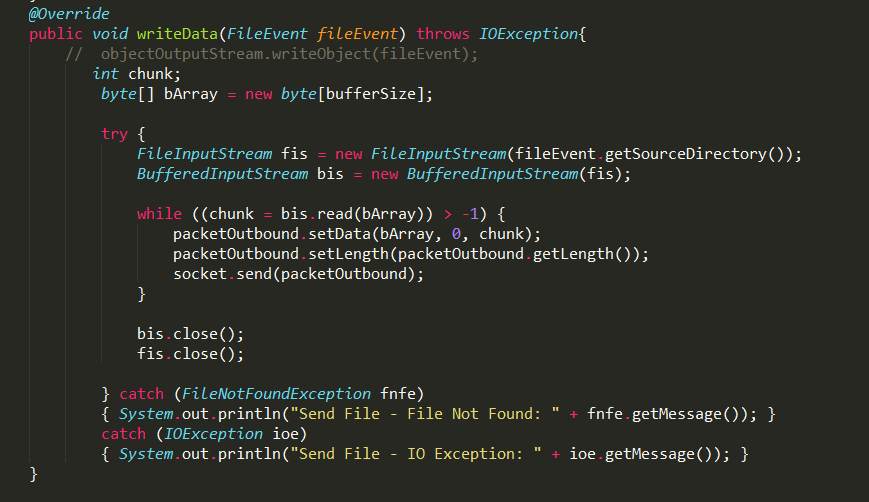 @Override
public void writeData(FileEvent fileEvent) throws IOException{
// objectOutputStream.writeObject(fileEvent);
int chunk;
byte[] bArray = new byte[bufferSize];
try {
FileInputStream fis = new FileInputStream(fileEvent.getSourceDirectory());
BufferedInputStream bis = new BufferedInputStream(fis);
while ((chunk = bis.read(bArray)) > -1) {
packetOutbound.setData(bArray, 0, chunk);
packetOutbound.setLength(packetOutbound.getLength());
socket.send(packetOutbound);
}
bis.close();
fis.close();
} catch (FileNotFoundException fnfe)
{ System.out.println("Send File - File Not Found: " + fnfe.getMessage()); }
catch (IOException ioe)
{ System.out.println("Send File - IO Exception: " + ioe.getMessage()); }
}